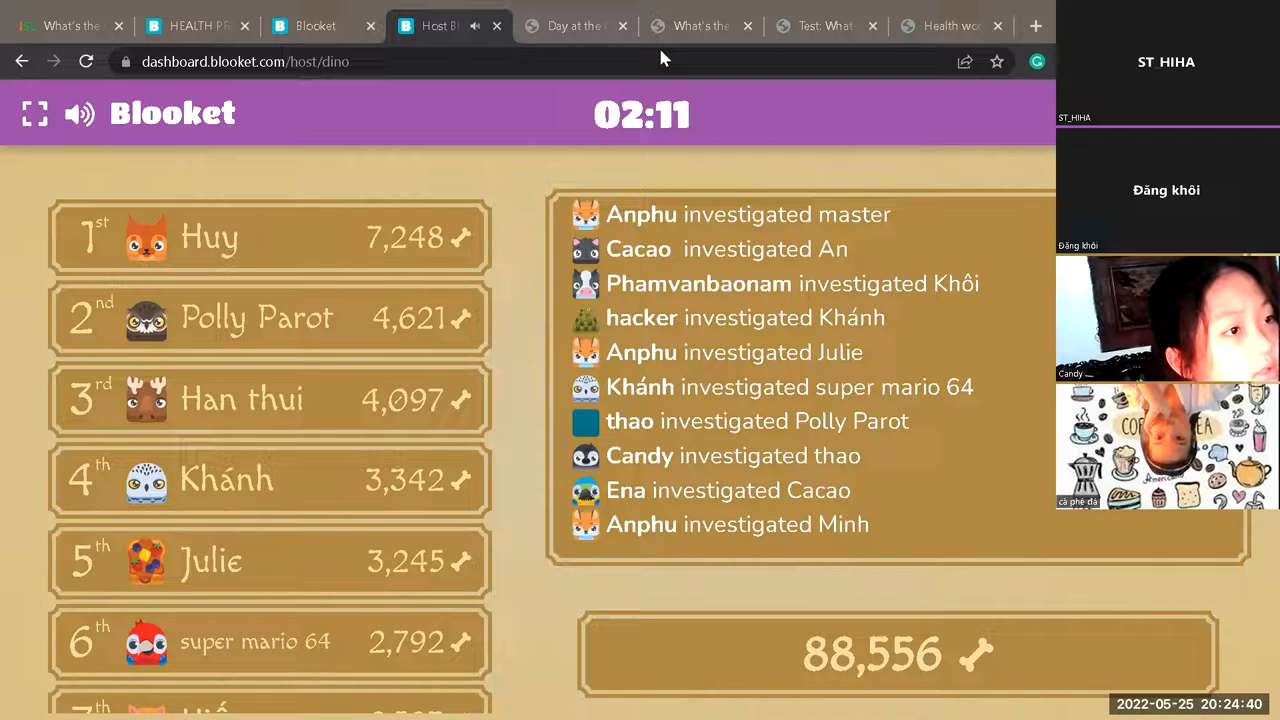 What's the
HEALTH PR
Blooket
Host Bl
Day at the
What's the
Test: What
Health wor
dashboard.blooket.com/host/dino
Blooket
02:11
1st Huy 7,248
2nd Polly Parot 4,621
3rd Han thui 4,097
4th Khánh 3,342
5th Julie 3,245
6th super mario 64 2,792
Anphu investigated master
Cacao investigated An
Phamvanbaonam investigated Khôi
hacker investigated Khánh
Anphu investigated Julie
Khánh investigated super mario 64
thao investigated Polly Parot
Candy investigated thao
Ena investigated Cacao
Anphu investigated Minh
88,556
ST_HIHA
ST_HIHA
Đăng khôi
Đăng khôi
Candy
cà phê đá
2022-05-25 20:24:40